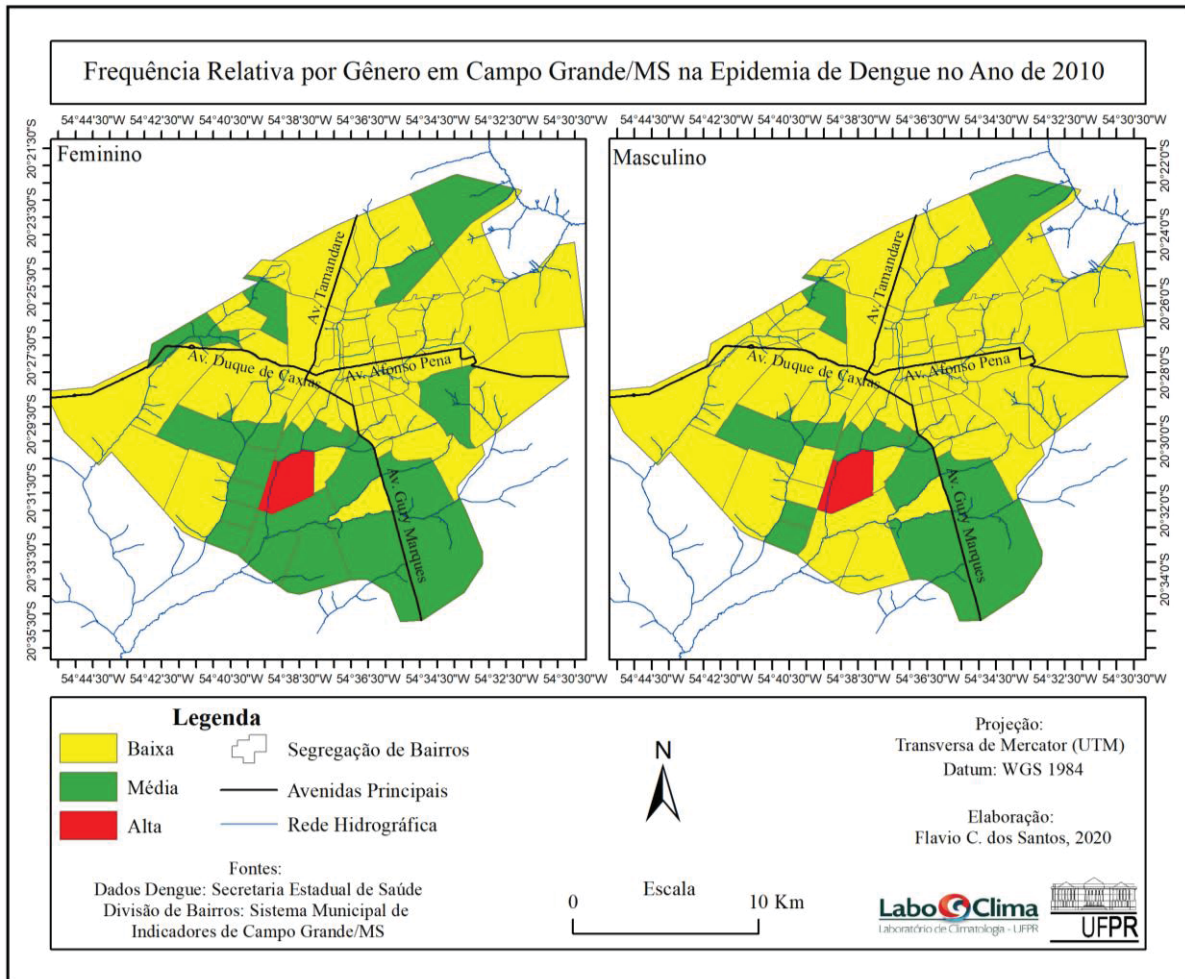 Frequência Relativa por Gênero em Campo Grande/MS na Epidemia de Dengue no Ano de 2010
54°44'30"W 54°42'30"W 54°40'30"W 54°38'30"W 54°36'30"W 54°34'30"W 54°32'30"W 54°30'30"W
54°44'30"W 54°42'30"W 54°40'30"W 54°38'30"W 54°36'30"W 54°34'30"W 54°32'30"W 54°30'30"W
Feminino
20°21'30"S
20°23'30"S
20°25'30"S
20°27'30"S
20°29'30"S
20°31'30"S
20°33'30"S
20°35'30"S
Av. Tamandare
Av. Duque de Caxias
Av. Afonso Pena
Av. Gury Marques
Masculino
Av. Tamandare
Av. Duque de Caxias
Av. Afonso Pena
Av. Gury Marques
20°22'0"S
20°24'0"S
20°26'0"S
20°28'0"S
20°30'0"S
20°32'0"S
20°34'0"S
54°44'30"W 54°42'30"W 54°40'30"W 54°38'30"W 54°36'30"W 54°34'30"W 54°32'30"W 54°30'30"W
54°44'30"W 54°42'30"W 54°40'30"W 54°38'30"W 54°36'30"W 54°34'30"W 54°32'30"W 54°30'30"W
Legenda
Baixa
Média
Alta
Segregação de Bairros
Avenidas Principais
Rede Hidrográfica
Fontes:
Dados Dengue: Secretaria Estadual de Saúde
Divisão de Bairros: Sistema Municipal de
Indicadores de Campo Grande/MS
N
Escala
0 10 Km
Projeção:
Transversa de Mercator (UTM)
Datum: WGS 1984
Elaboração:
Flavio C. dos Santos, 2020
Labo Clima
Laboratório de Climatologia - UFPR
UFPR